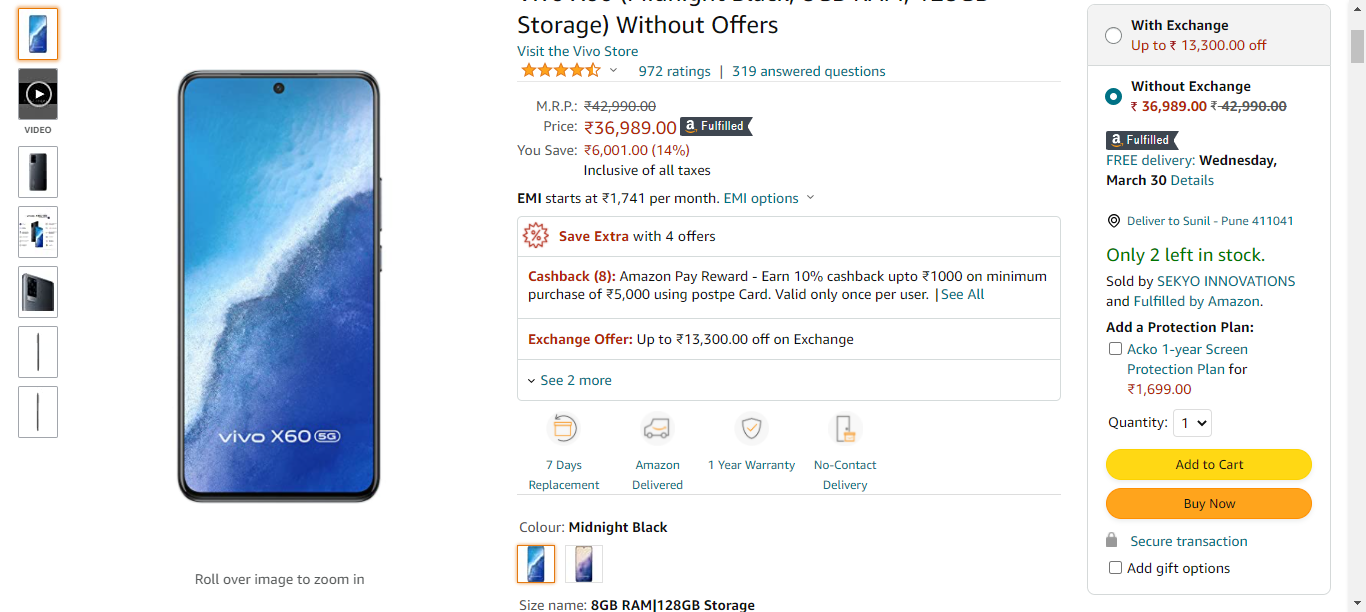 Vivo X60 (Midnight Black, 8GB RAM, 128GB
Storage) Without Offers
Visit the Vivo Store
972 ratings | 319 answered questions
M.R.P.: ₹42,990.00
Price: ₹36,989.00 a Fulfilled
You Save: ₹6,001.00 (14%)
Inclusive of all taxes
EMI starts at ₹1,741 per month. EMI options
% Save Extra with 4 offers
Cashback (8): Amazon Pay Reward - Earn 10% cashback upto ₹1000 on minimum
purchase of ₹5,000 using postpe Card. Valid only once per user. | See All
Exchange Offer: Up to ₹13,300.00 off on Exchange
See 2 more
7 Days
Replacement
Amazon
Delivered
1 Year Warranty
No-Contact
Delivery
Colour: Midnight Black
Size name: 8GB RAM|128GB Storage
VIDEO
vivo X60 5G
Roll over image to zoom in
With Exchange
Up to ₹ 13,300.00 off
Without Exchange
₹ 36,989.00 ₹ 42,990.00
a Fulfilled
FREE delivery: Wednesday,
March 30 Details
Deliver to Sunil - Pune 411041
Only 2 left in stock.
Sold by SEKYO INNOVATIONS
and Fulfilled by Amazon.
Add a Protection Plan:
Acko 1-year Screen
Protection Plan for
₹1,699.00
Quantity: 1
Add to Cart
Buy Now
Secure transaction
Add gift options